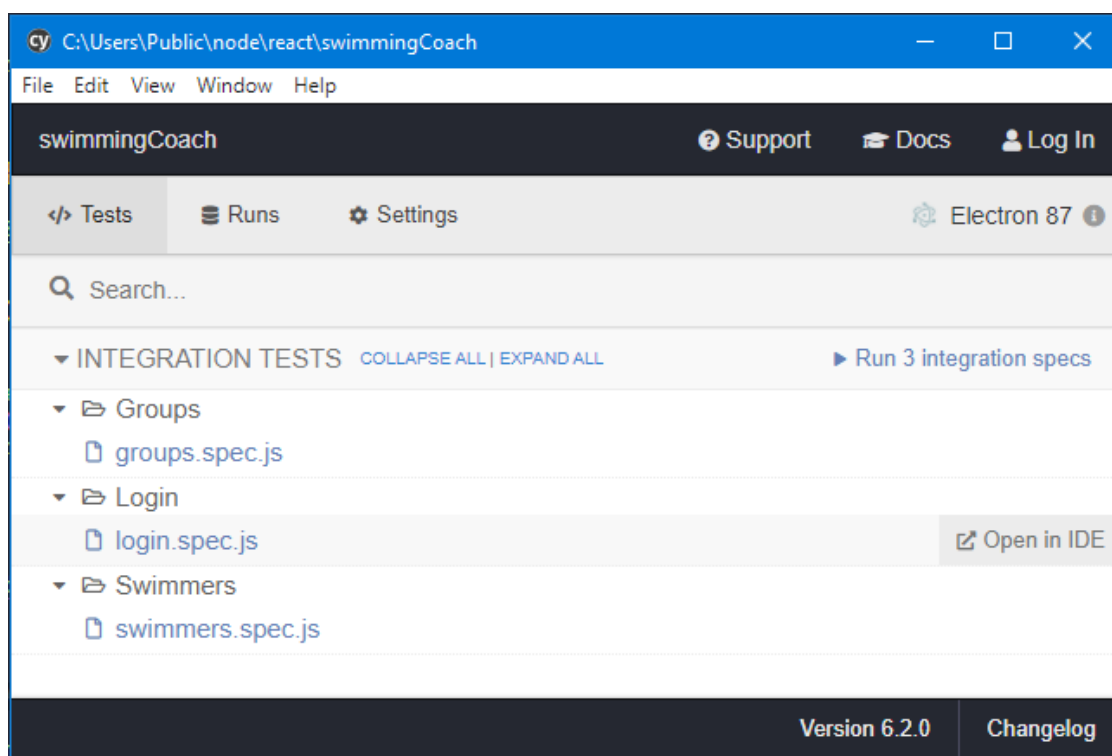 cy C:\Users\Public\node\react\swimmingCoach
File Edit View Window Help
swimmingCoach Support Docs Log In
</> Tests Runs Settings Electron 87
Search...
INTEGRATION TESTS COLLAPSE ALL | EXPAND ALL Run 3 integration specs
Groups
groups.spec.js
Login
login.spec.js Open in IDE
Swimmers
swimmers.spec.js
Version 6.2.0 Changelog